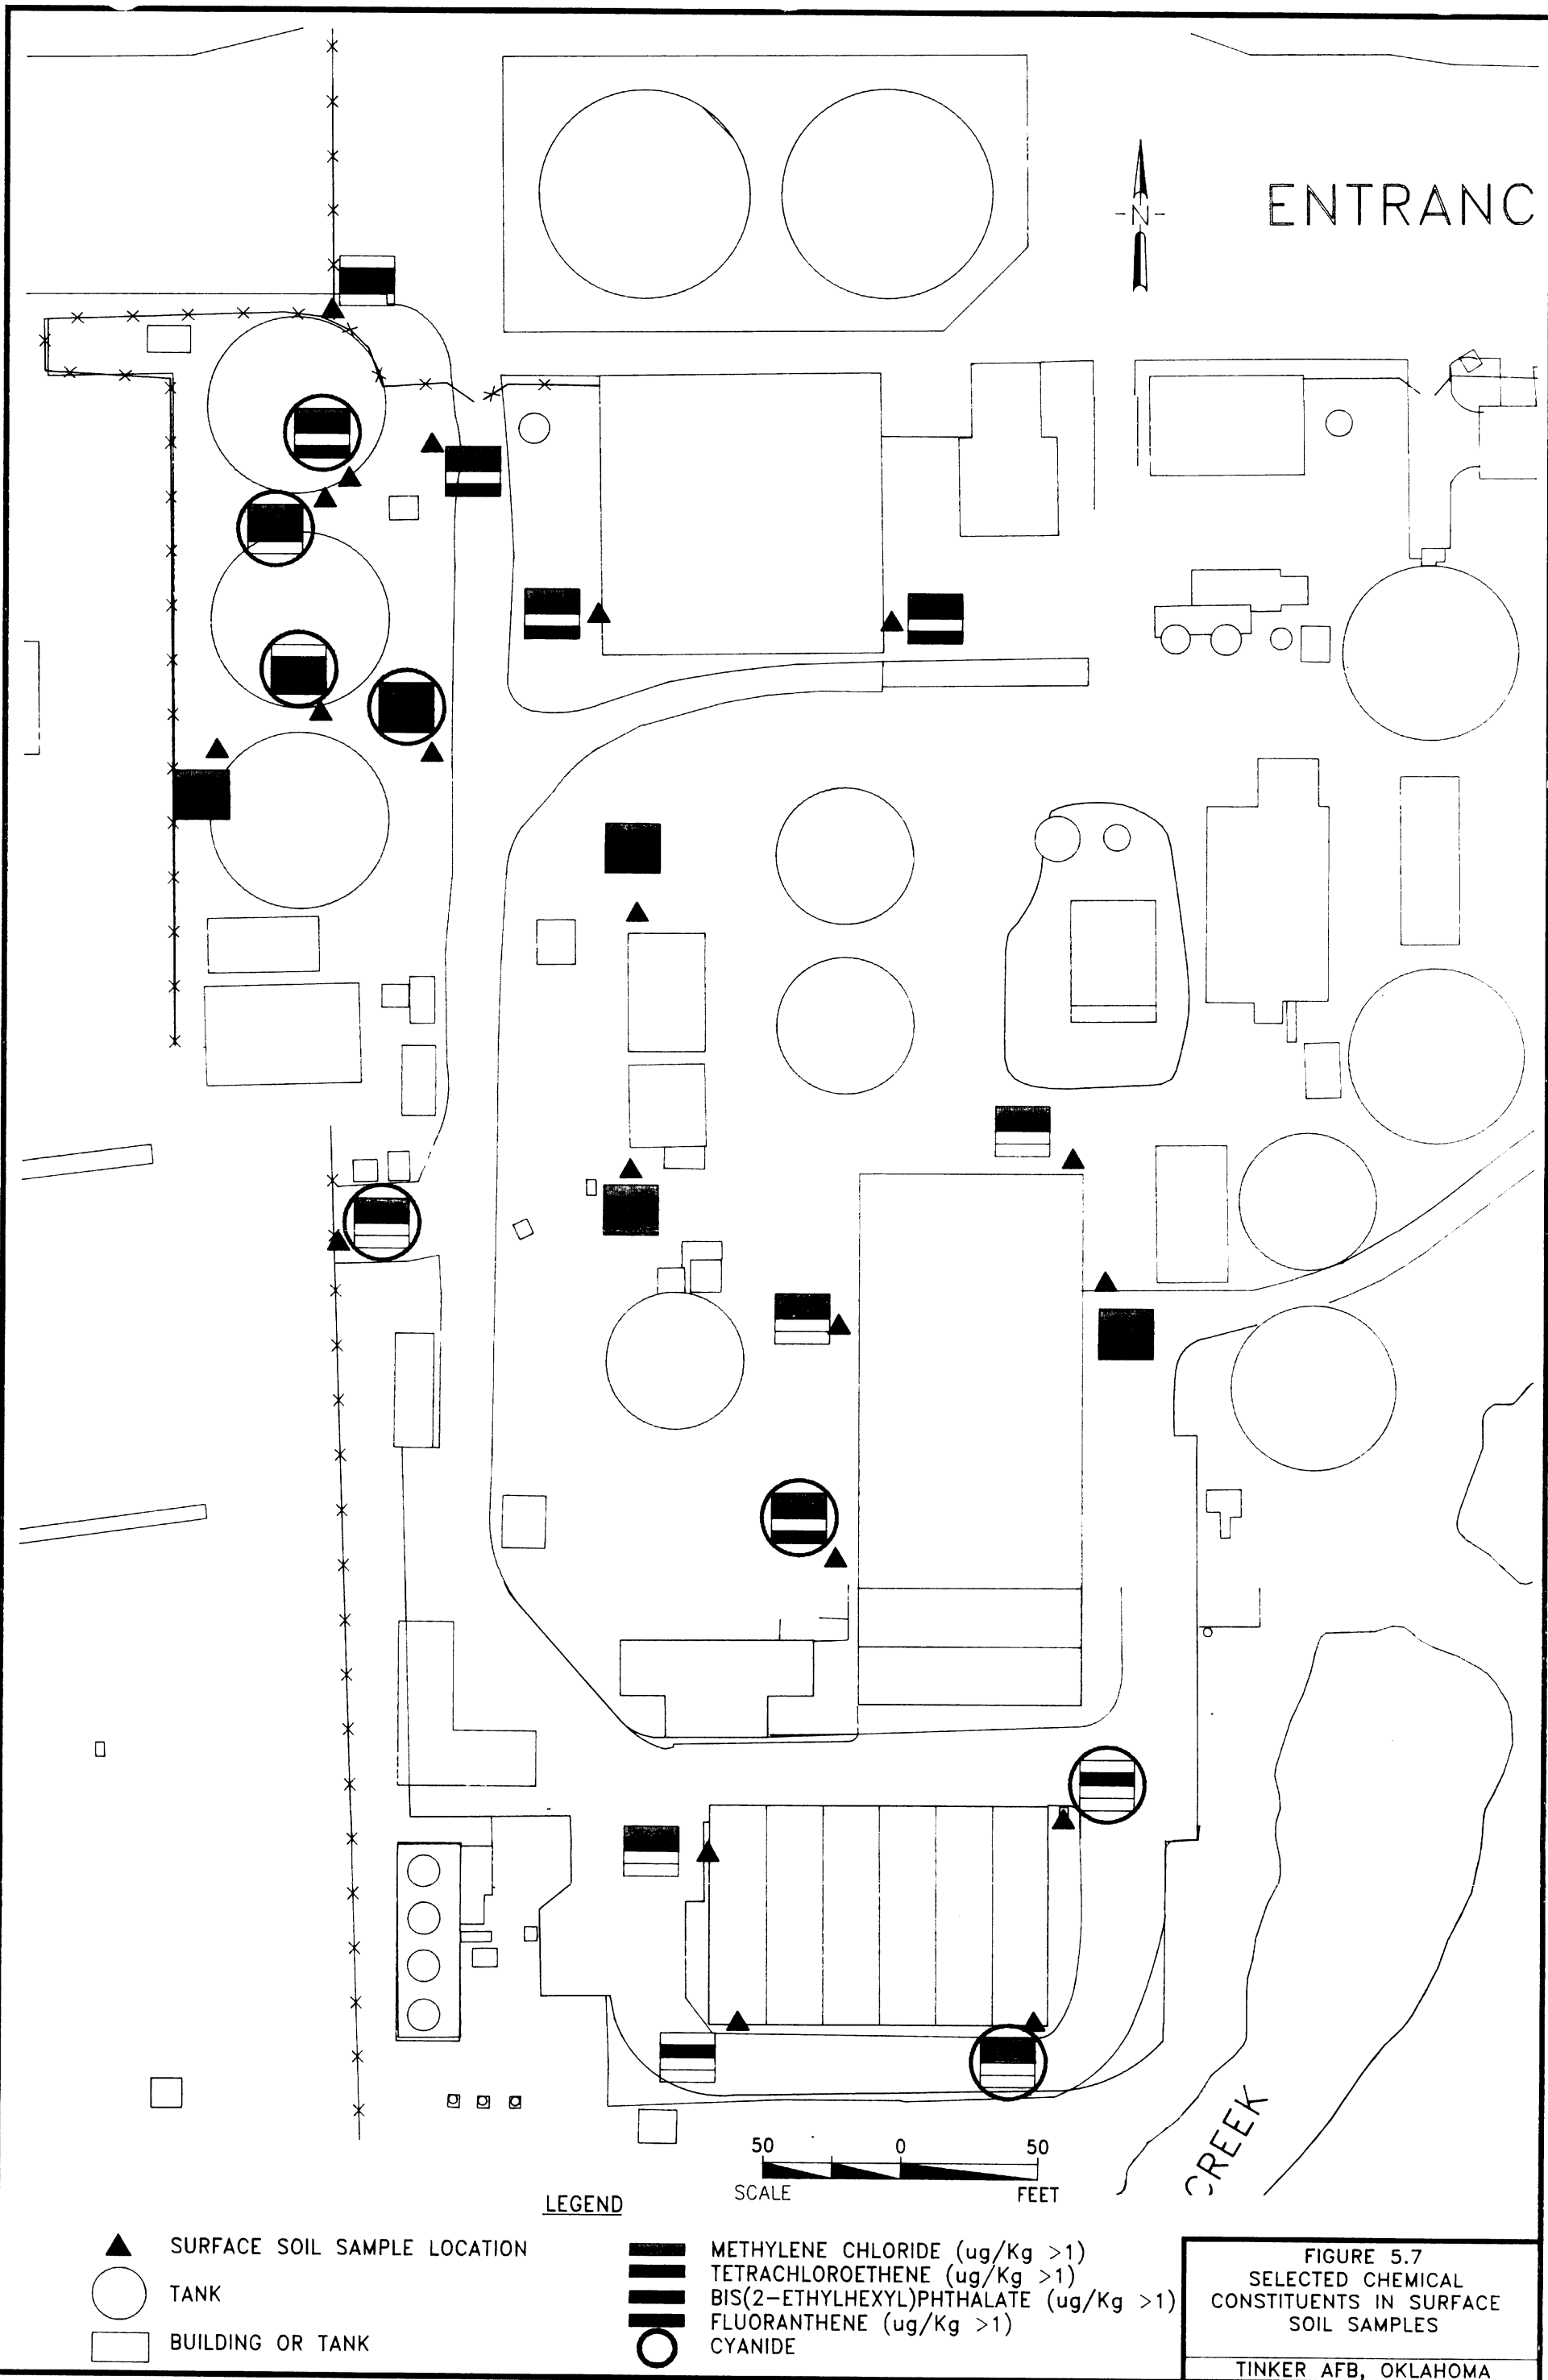 ENTRANC
-N-
CREEK
50 0 50
SCALE FEET
LEGEND
SURFACE SOIL SAMPLE LOCATION
TANK
BUILDING OR TANK
METHYLENE CHLORIDE (ug/Kg >1)
TETRACHLOROETHENE (ug/Kg >1)
BIS(2-ETHYLHEXYL)PHTHALATE (ug/Kg >1)
FLUORANTHENE (ug/Kg >1)
CYANIDE
FIGURE 5.7
SELECTED CHEMICAL
CONSTITUENTS IN SURFACE
SOIL SAMPLES
TINKER AFB, OKLAHOMA